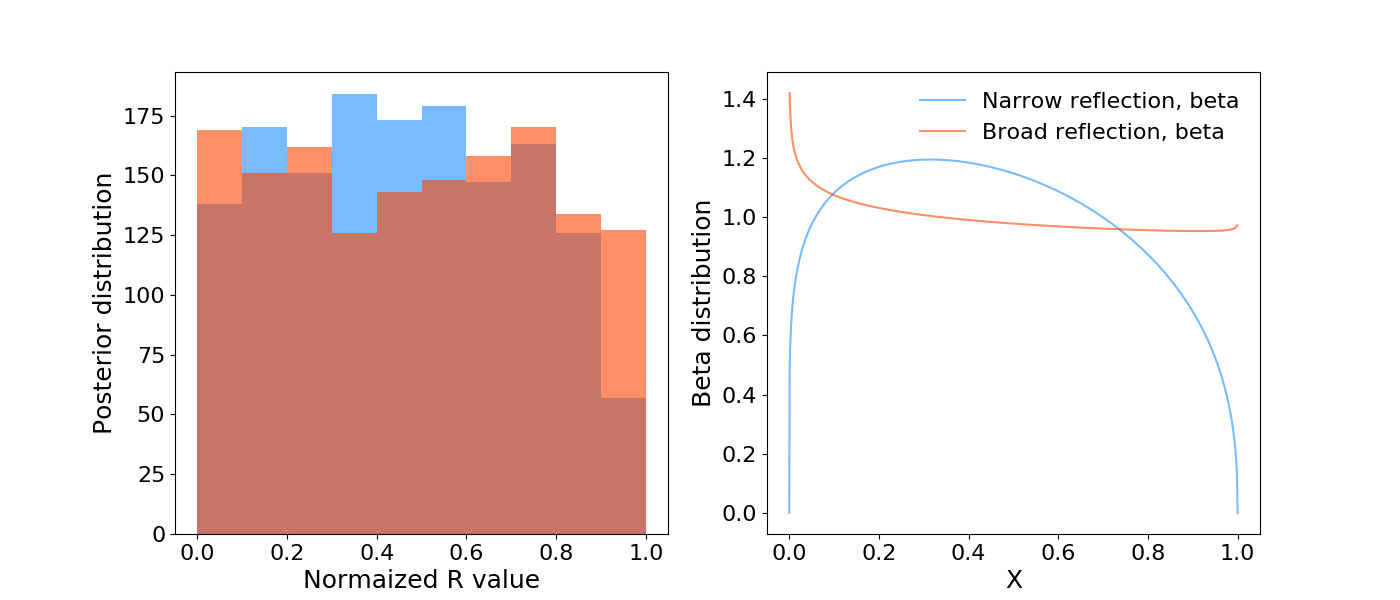 Posterior distribution
175
150
125
100
75
50
25
0
0.0 0.2 0.4 0.6 0.8 1.0
Normaized R value
Beta distribution
1.4
1.2
1.0
0.8
0.6
0.4
0.2
0.0
0.0 0.2 0.4 0.6 0.8 1.0
X
Narrow reflection, beta
Broad reflection, beta